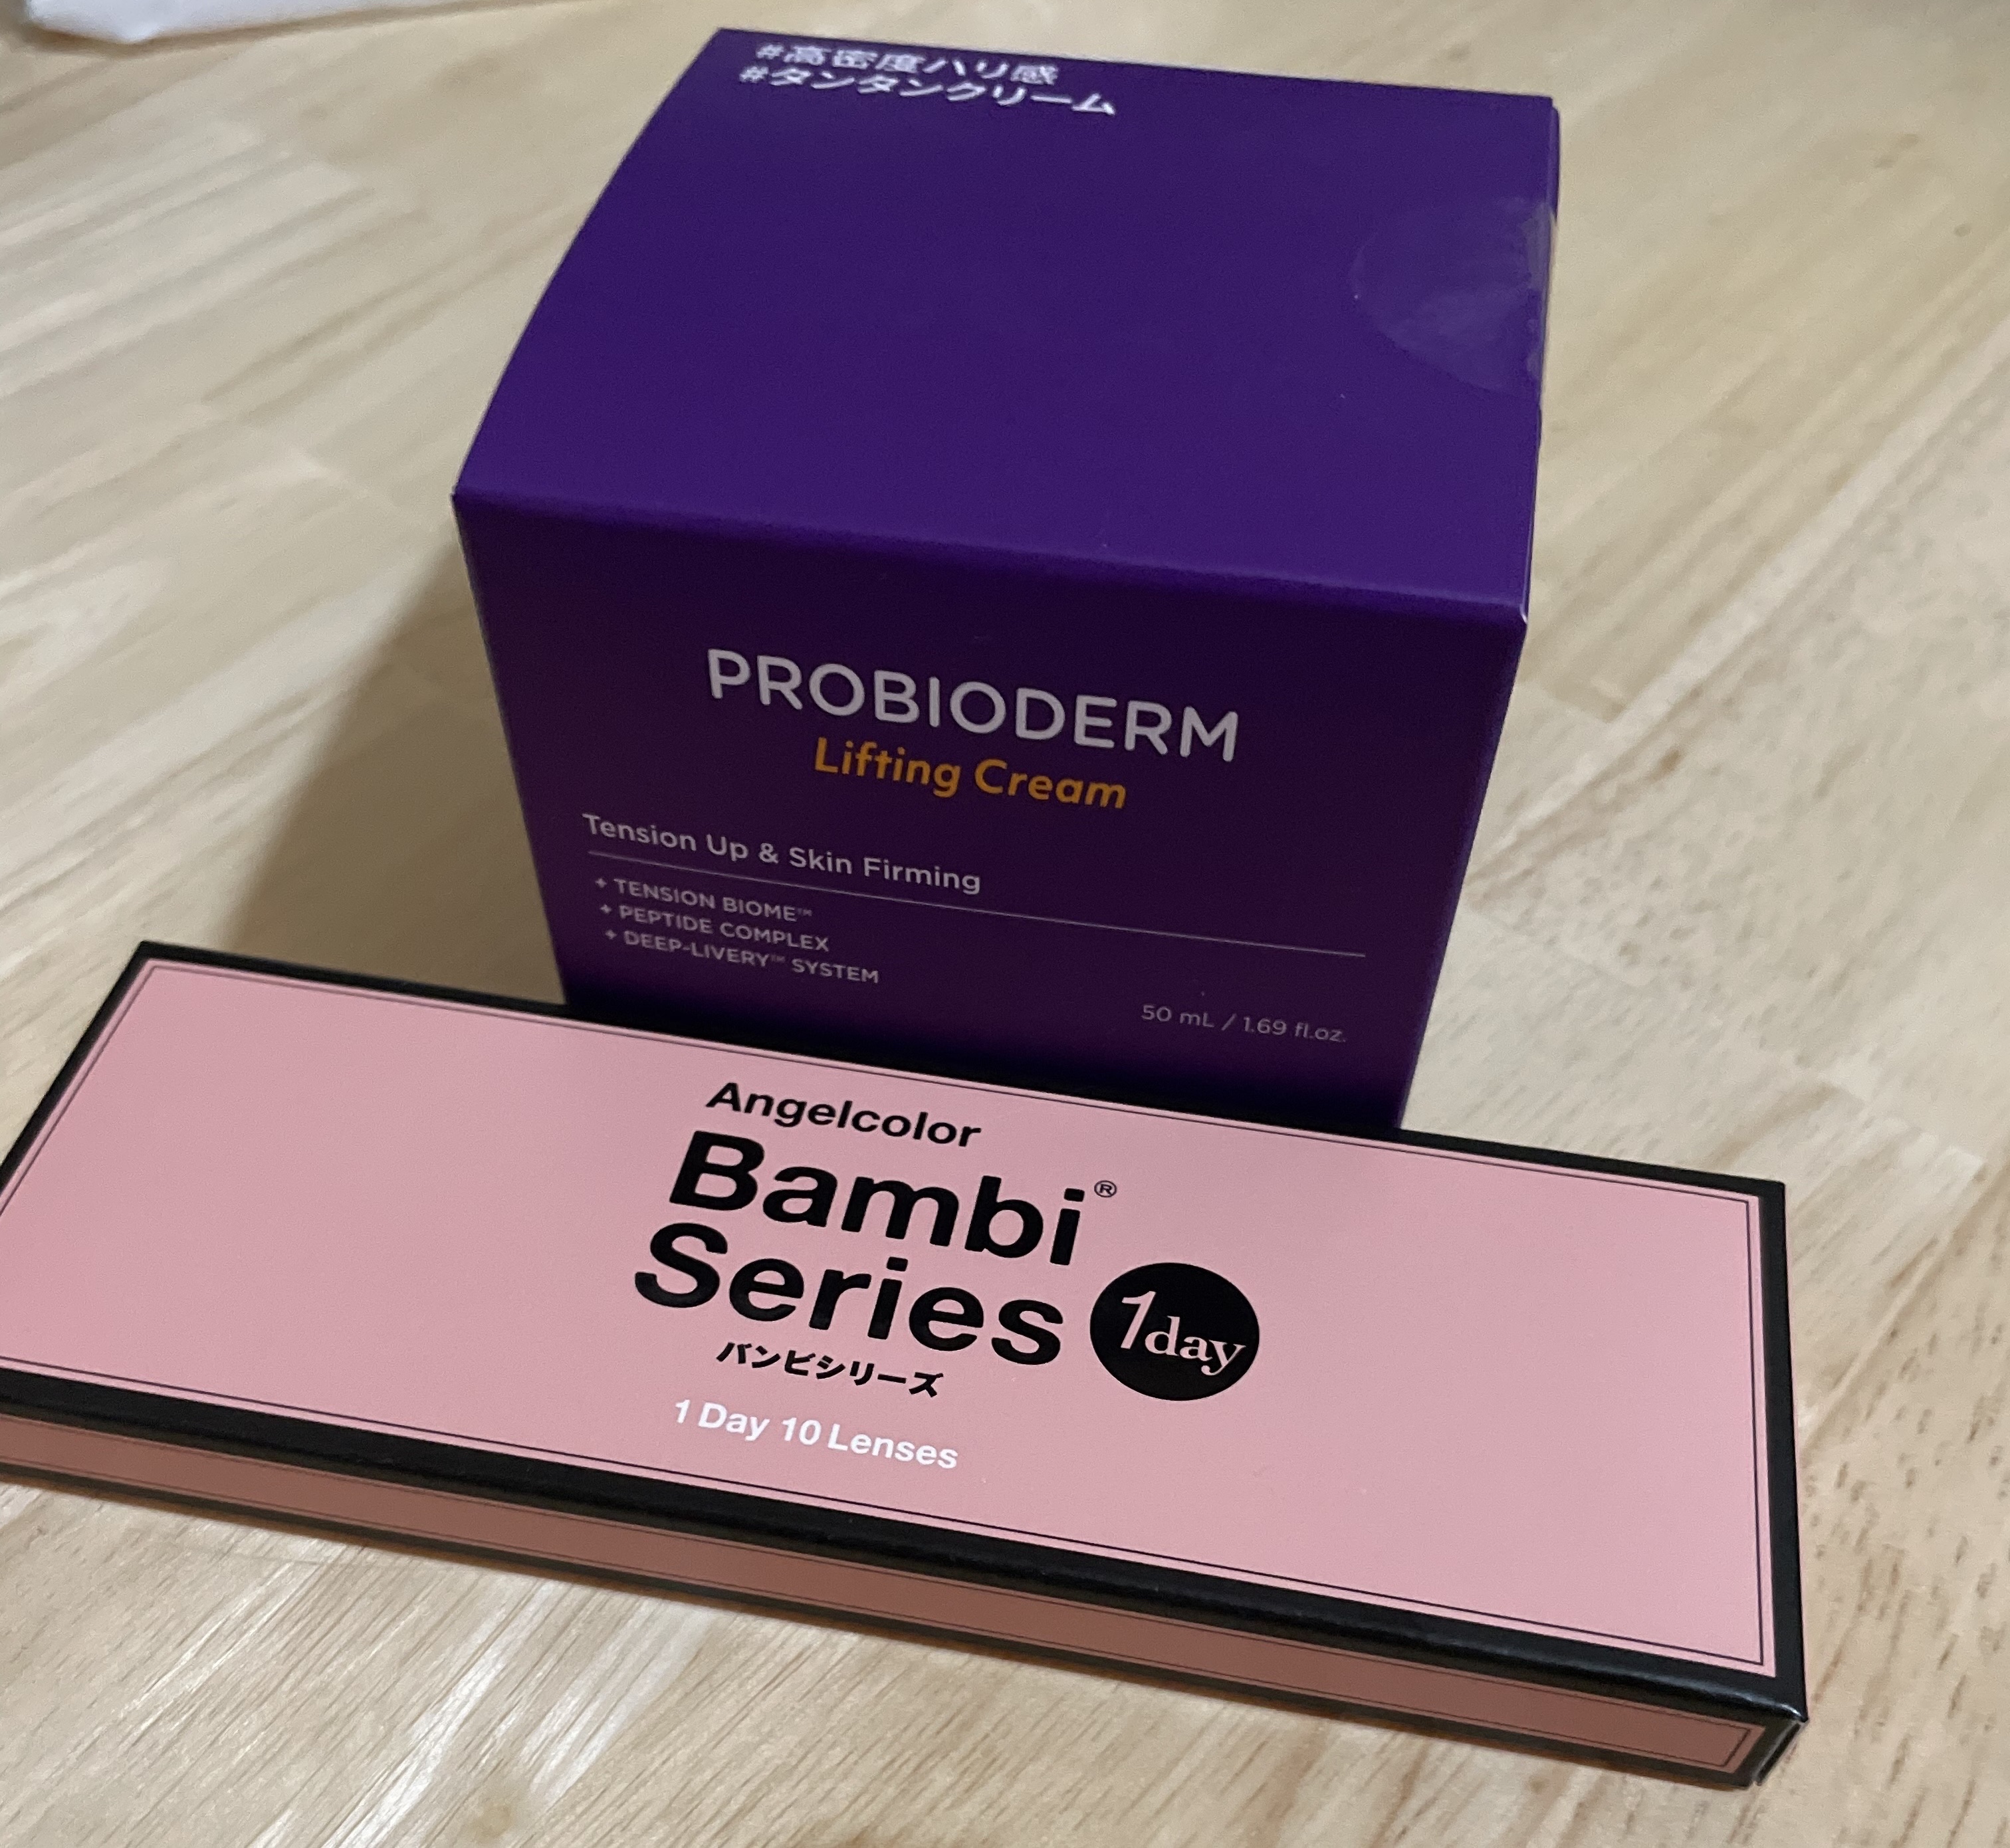 #高密度ハリ感
#タンタンクリーム
PROBIODERM
Lifting Cream
Tension Up & Skin Firming
+ TENSION BIOME™
+ PEPTIDE COMPLEX
+ DEEP-LIVERY™ SYSTEM
50 mL / 1.69 fl.oz.
Angelcolor
Bambi®
Series
1day
バンビシリーズ
1 Day 10 Lenses